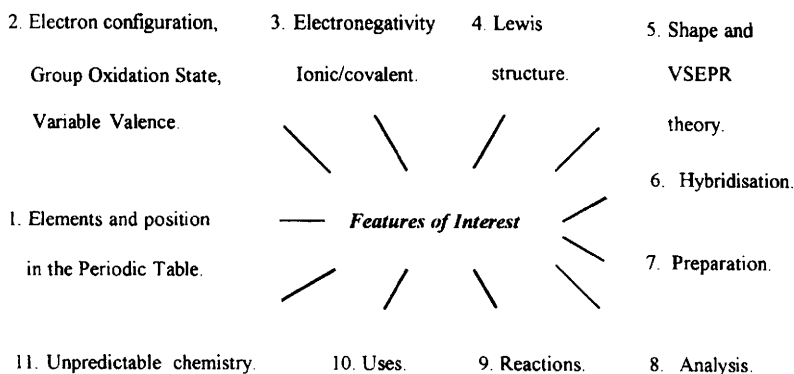 2. Electron configuration,
Group Oxidation State,
Variable Valence.
3. Electronegativity
Ionic/covalent.
4. Lewis
structure.
5. Shape and
VSEPR
theory.
6. Hybridisation.
1. Elements and position
in the Periodic Table.
Features of Interest
7. Preparation.
11. Unpredictable chemistry.
10. Uses.
9. Reactions.
8. Analysis.